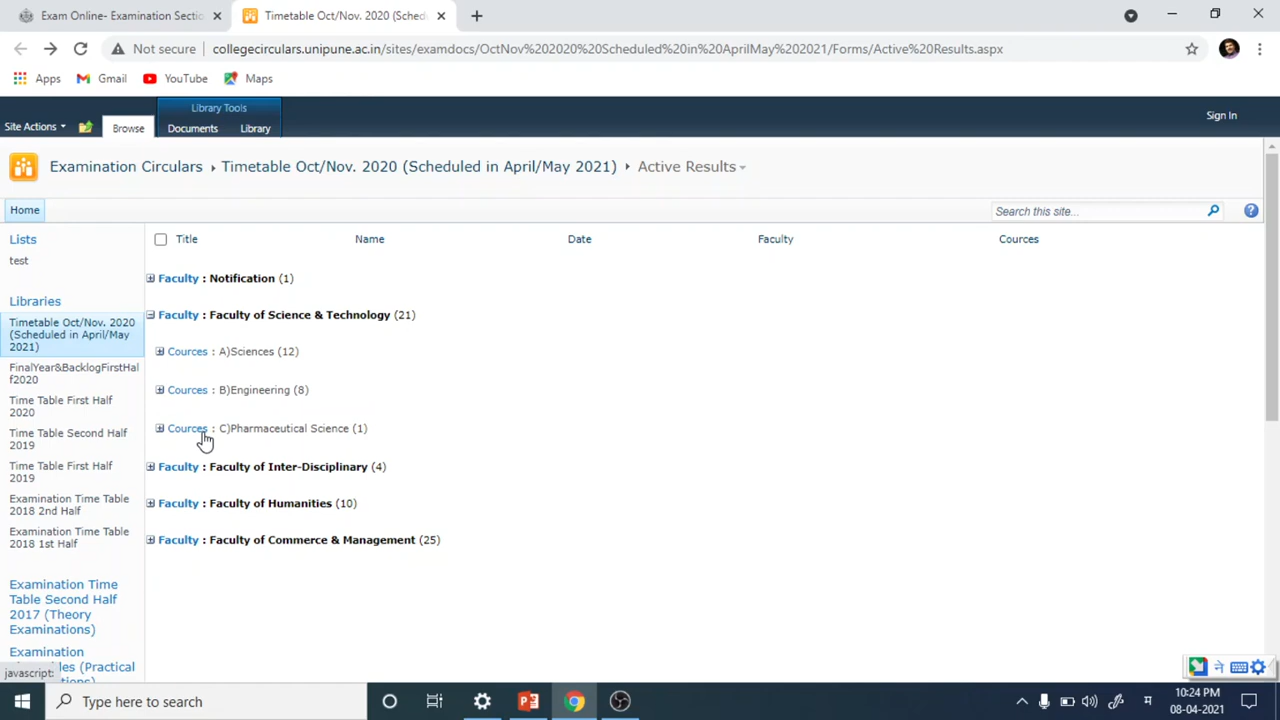 Exam Online- Examination Sectio
Timetable Oct/Nov. 2020 (Sched
Not secure
collegecirculars.unipune.ac.in/sites/examdocs/OctNov%202020%20Scheduled%20in%20AprilMay%202021/Forms/Active%20Results.aspx
Apps
Gmail
YouTube
Maps
Library Tools
Site Actions
Browse
Documents
Library
Sign In
Examination Circulars
Timetable Oct/Nov. 2020 (Scheduled in April/May 2021)
Active Results
Home
Search this site...
Lists
test
Libraries
Timetable Oct/Nov. 2020
(Scheduled in April/May
2021)
FinalYear&BacklogFirstHal
f2020
Time Table First Half
2020
Time Table Second Half
2019
Time Table First Half
2019
Examination Time Table
2018 2nd Half
Examination Time Table
2018 1st Half
Examination Time
Table Second Half
2017 (Theory
Examinations)
Examination
les (Practical
tions)
javascript:
Title Name Date Faculty Cources
Faculty : Notification (1)
Faculty : Faculty of Science & Technology (21)
Cources : A)Sciences (12)
Cources : B)Engineering (8)
Cources : C)Pharmaceutical Science (1)
Faculty : Faculty of Inter-Disciplinary (4)
Faculty : Faculty of Humanities (10)
Faculty : Faculty of Commerce & Management (25)
Type here to search
10:24 PM
08-04-2021